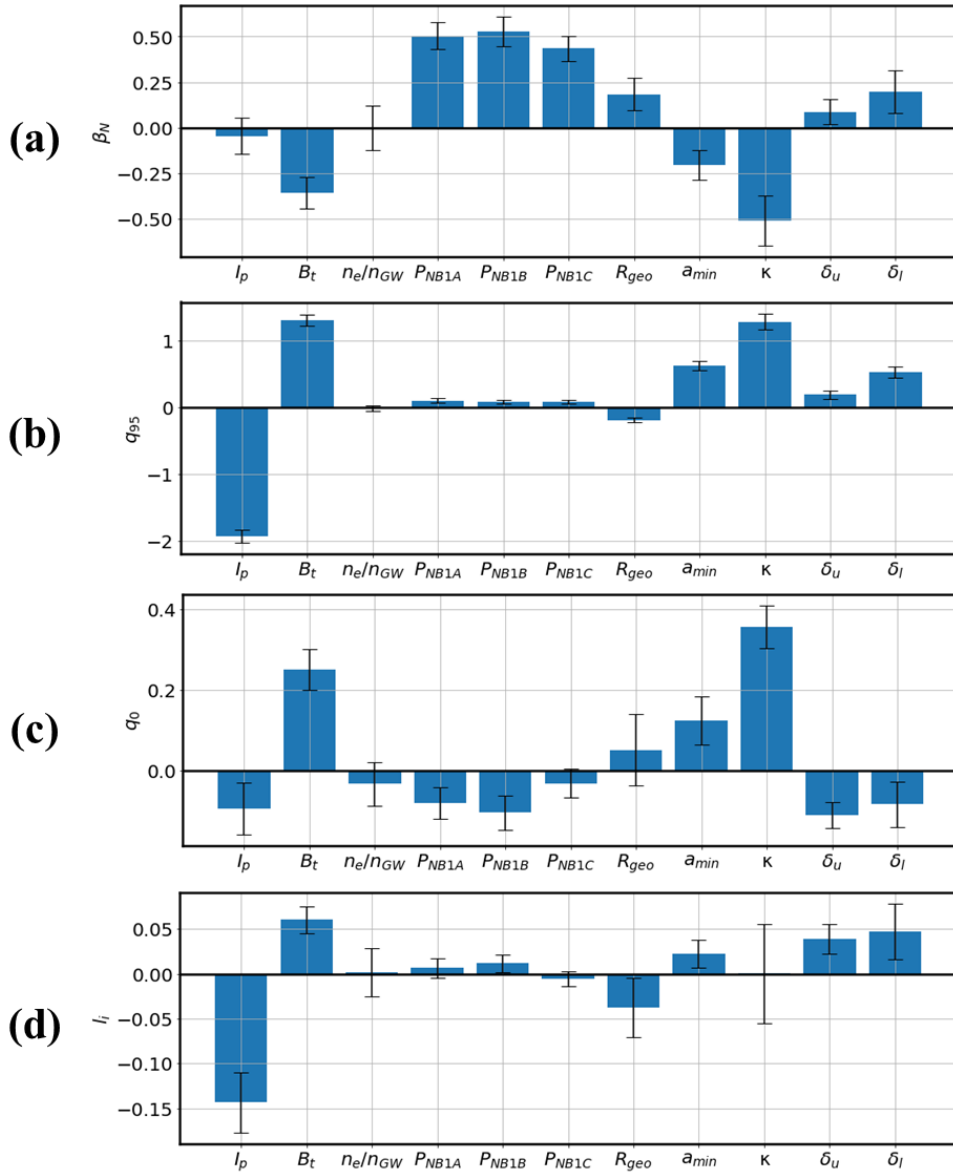 (a)
β_N
0.50
0.25
0.00
−0.25
−0.50
I_p B_t n_e/n_GW P_NB1A P_NB1B P_NB1C R_geo a_min κ δ_u δ_l
(b)
q_95
1
0
−1
−2
I_p B_t n_e/n_GW P_NB1A P_NB1B P_NB1C R_geo a_min κ δ_u δ_l
(c)
q_0
0.4
0.2
0.0
I_p B_t n_e/n_GW P_NB1A P_NB1B P_NB1C R_geo a_min κ δ_u δ_l
(d)
l_i
0.05
0.00
−0.05
−0.10
−0.15
I_p B_t n_e/n_GW P_NB1A P_NB1B P_NB1C R_geo a_min κ δ_u δ_l